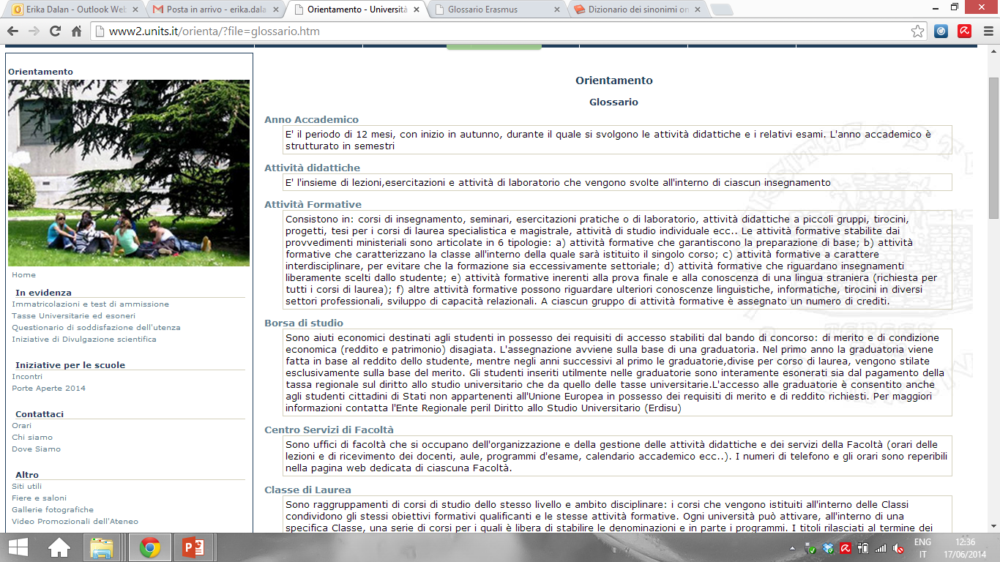 Erika Dalan - Outlook Web
Posta in arrivo - erika.dala
Orientamento - Università
Glossario Erasmus
Dizionario dei sinonimi on
www2.units.it/orienta/?file=glossario.htm
Orientamento
Home
In evidenza
Immatricolazioni e test di ammissione
Tasse Universitarie ed esoneri
Questionario di soddisfazione dell'utenza
Iniziative di Divulgazione scientifica
Iniziative per le scuole
Incontri
Porte Aperte 2014
Contattaci
Orari
Chi siamo
Dove Siamo
Altro
Siti utili
Fiere e saloni
Gallerie fotografiche
Video Promozionali dell'Ateneo
Orientamento
Glossario
Anno Accademico
E' il periodo di 12 mesi, con inizio in autunno, durante il quale si svolgono le attività didattiche e i relativi esami. L'anno accademico è
strutturato in semestri
Attività didattiche
E' l'insieme di lezioni,esercitazioni e attività di laboratorio che vengono svolte all'interno di ciascun insegnamento
Attività Formative
Consistono in: corsi di insegnamento, seminari, esercitazioni pratiche o di laboratorio, attività didattiche a piccoli gruppi, tirocini,
progetti, tesi per i corsi di laurea specialistica e magistrale, attività di studio individuale ecc.. Le attività formative stabilite dai
provvedimenti ministeriali sono articolate in 6 tipologie: a) attività formative che garantiscono la preparazione di base; b) attività
formative che caratterizzano la classe all'interno della quale sarà istituito il singolo corso; c) attività formative a carattere
interdisciplinare, per evitare che la formazione sia eccessivamente settoriale; d) attività formative che riguardano insegnamenti
liberamente scelti dallo studente; e) attività formative inerenti alla prova finale e alla conoscenza di una lingua straniera (richiesta per
tutti i corsi di laurea); f) altre attività formative possono riguardare ulteriori conoscenze linguistiche, informatiche, tirocini in diversi
settori professionali, sviluppo di capacità relazionali. A ciascun gruppo di attività formative è assegnato un numero di crediti.
Borsa di studio
Sono aiuti economici destinati agli studenti in possesso dei requisiti di accesso stabiliti dal bando di concorso: di merito e di condizione
economica (reddito e patrimonio) disagiata. L'assegnazione avviene sulla base di una graduatoria. Nel primo anno la graduatoria viene
fatta in base al reddito dello studente, mentre negli anni successivi al primo le graduatorie,divise per corso di laurea, vengono stilate
esclusivamente sulla base del merito. Gli studenti inseriti utilmente nelle graduatorie sono interamente esonerati sia dal pagamento della
tassa regionale sul diritto allo studio universitario che da quello delle tasse universitarie.L'accesso alle graduatorie è consentito anche
agli studenti cittadini di Stati non appartenenti all'Unione Europea in possesso dei requisiti di merito e di reddito richiesti. Per maggiori
informazioni contatta l'Ente Regionale peril Diritto allo Studio Universitario (Erdisu)
Centro Servizi di Facoltà
Sono uffici di facoltà che si occupano dell'organizzazione e della gestione delle attività didattiche e dei servizi della Facoltà (orari delle
lezioni e di ricevimento dei docenti, aule, programmi d'esame, calendario accademico ecc..). I numeri di telefono e gli orari sono reperibili
nella pagina web dedicata di ciascuna Facoltà.
Classe di Laurea
Sono raggruppamenti di corsi di studio dello stesso livello e ambito disciplinare: i corsi che vengono istituiti all'interno delle Classi
condividono gli stessi obiettivi formativi qualificanti e le stesse attività formative. Ogni università può attivare, all'interno di una
specifica Classe, una serie di corsi per i quali è libera di stabilire le denominazioni e in parte i programmi. I titoli rilasciati al termine dei
ENG
IT
12:36
17/06/2014